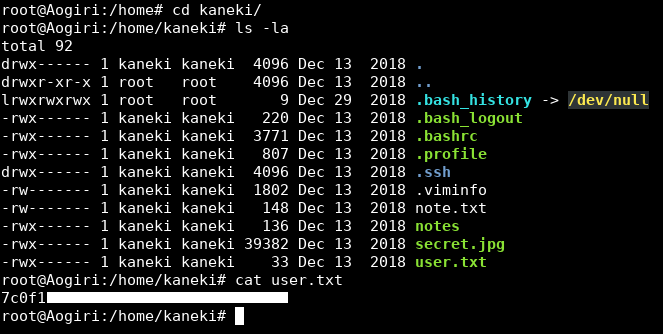 root@Aogiri:/home# cd kaneki/
root@Aogiri:/home/kaneki# ls -la
total 92
drwx------ 1 kaneki kaneki  4096 Dec 13  2018 .
drwxr-xr-x 1 root   root    4096 Dec 13  2018 ..
lrwxrwxrwx 1 root   root       9 Dec 29  2018 .bash_history -> /dev/null
-rwx------ 1 kaneki kaneki   220 Dec 13  2018 .bash_logout
-rwx------ 1 kaneki kaneki  3771 Dec 13  2018 .bashrc
-rwx------ 1 kaneki kaneki   807 Dec 13  2018 .profile
drwx------ 1 kaneki kaneki  4096 Dec 13  2018 .ssh
-rw------- 1 kaneki kaneki  1802 Dec 13  2018 .viminfo
-rw------- 1 kaneki kaneki   148 Dec 13  2018 note.txt
-rwx------ 1 kaneki kaneki   136 Dec 13  2018 notes
-rwx------ 1 kaneki kaneki 39382 Dec 13  2018 secret.jpg
-rwx------ 1 kaneki kaneki    33 Dec 13  2018 user.txt
root@Aogiri:/home/kaneki# cat user.txt
7c0f1
root@Aogiri:/home/kaneki#